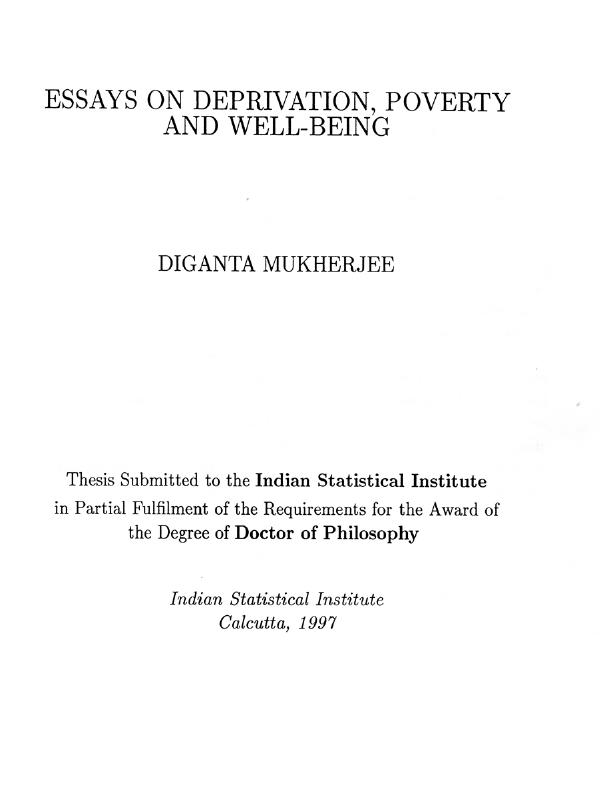 ESSAYS ON DEPRIVATION, POVERTY
AND WELL-BEING
DIGANTA MUKHERJEE
Thesis Submitted to the Indian Statistical Institute
in Partial Fulfilment of the Requirements for the Award of
the Degree of Doctor of Philosophy
Indian Statistical Institute
Calcutta, 1997